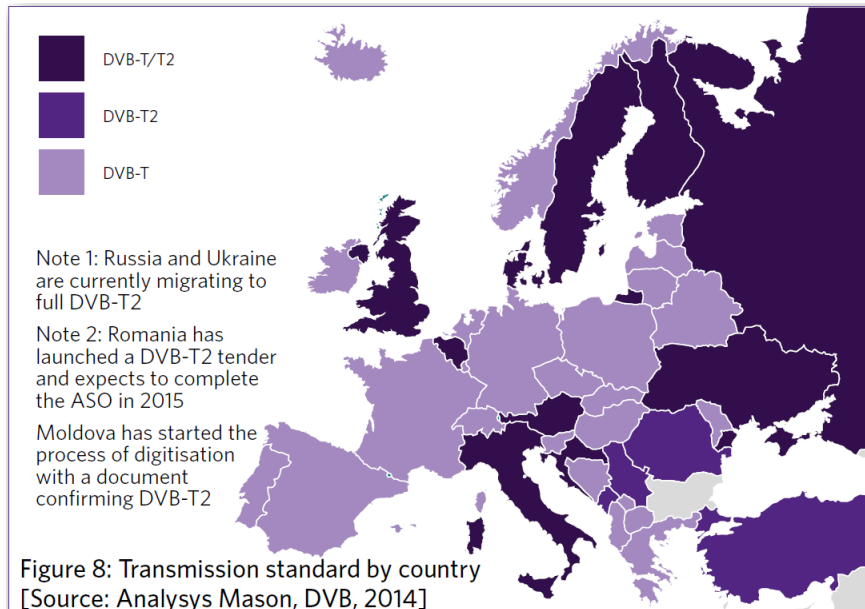 DVB-T/T2
DVB-T2
DVB-T
Note 1: Russia and Ukraine
are currently migrating to
full DVB-T2
Note 2: Romania has
launched a DVB-T2 tender
and expects to complete
the ASO in 2015
Moldova has started the
process of digitisation
with a document
confirming DVB-T2
Figure 8: Transmission standard by country
[Source: Analysys Mason, DVB, 2014]